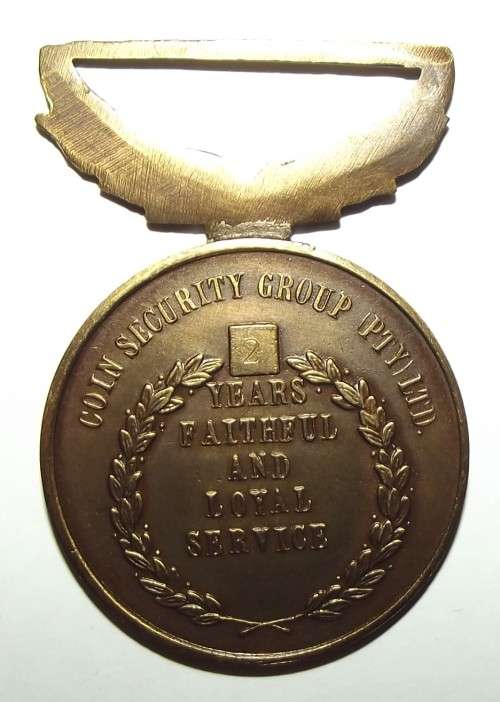 COIN SECURITY GROUP (PTY) LTD.
2
YEARS
FAITHFUL
AND
LOYAL
SERVICE